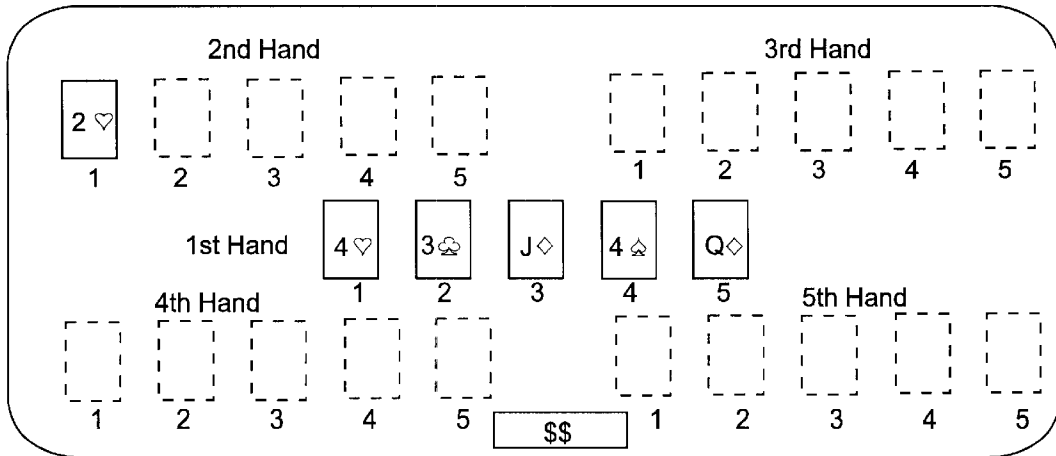 2nd Hand 3rd Hand
2♡
1 2 3 4 5 1 2 3 4 5
1st Hand 4♡ 3♧ J♢ 4♤ Q♢
1 2 3 4 5
4th Hand 5th Hand
1 2 3 4 5 1 2 3 4 5
$$